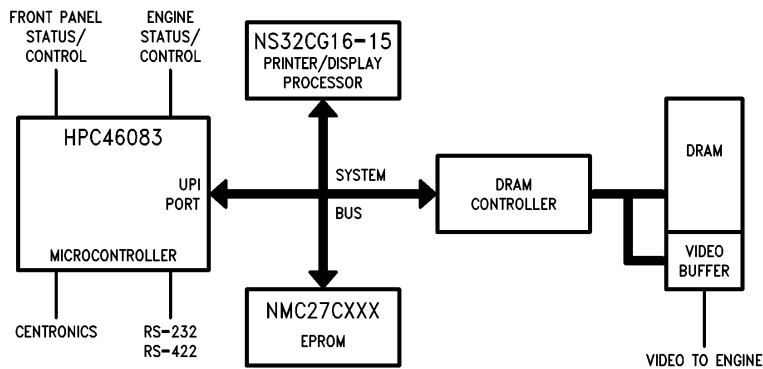 FRONT PANEL
STATUS/
CONTROL
ENGINE
STATUS/
CONTROL
NS32CG16-15
PRINTER/DISPLAY
PROCESSOR
HPC46083
UPI
PORT
MICROCONTROLLER
SYSTEM
BUS
DRAM
CONTROLLER
DRAM
VIDEO
BUFFER
CENTRONICS
RS-232
RS-422
NMC27CXXX
EPROM
VIDEO TO ENGINE